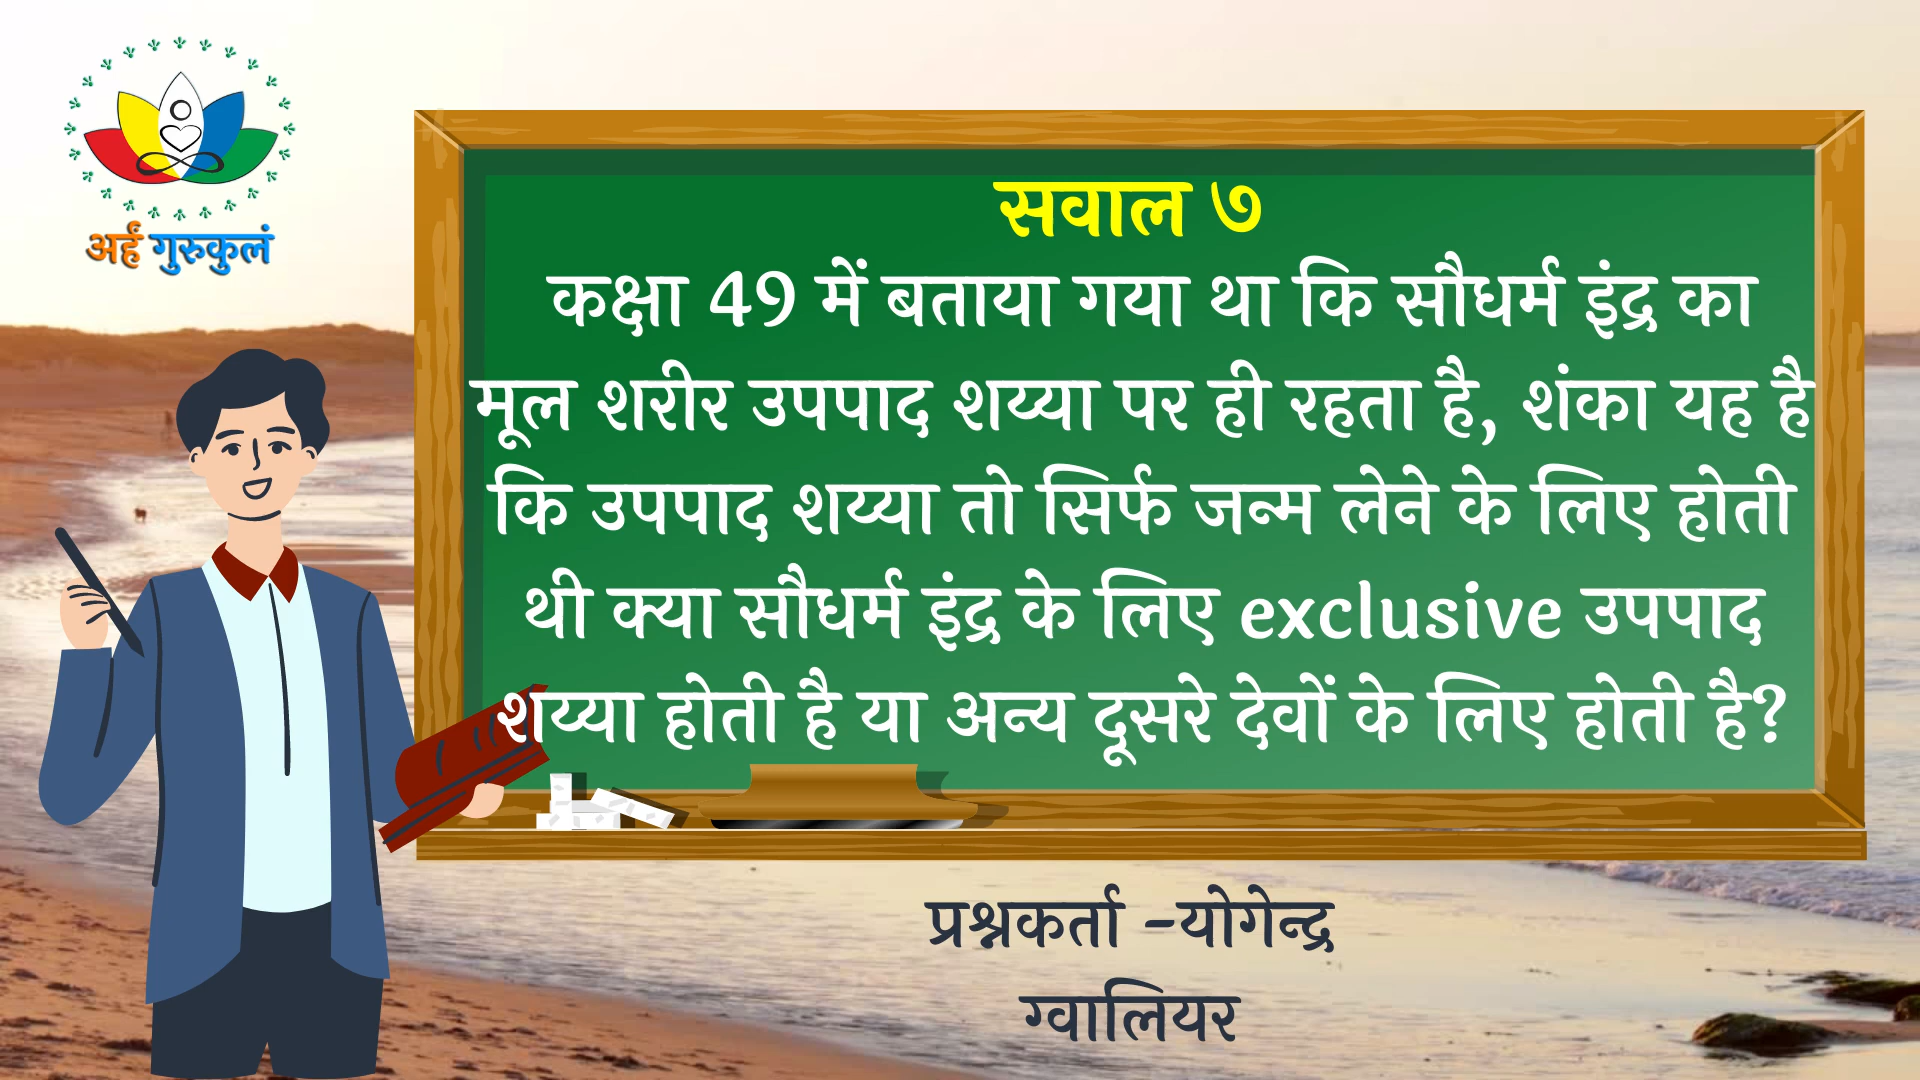 अर्हं गुरुकुलं
सवाल ७
कक्षा 49 में बताया गया था कि सौधर्म इंद्र का
मूल शरीर उपपाद शय्या पर ही रहता है, शंका यह है
कि उपपाद शय्या तो सिर्फ जन्म लेने के लिए होती
थी क्या सौधर्म इंद्र के लिए exclusive उपपाद
शय्या होती है या अन्य दूसरे देवों के लिए होती है?
प्रश्नकर्ता -योगेन्द्र
ग्वालियर